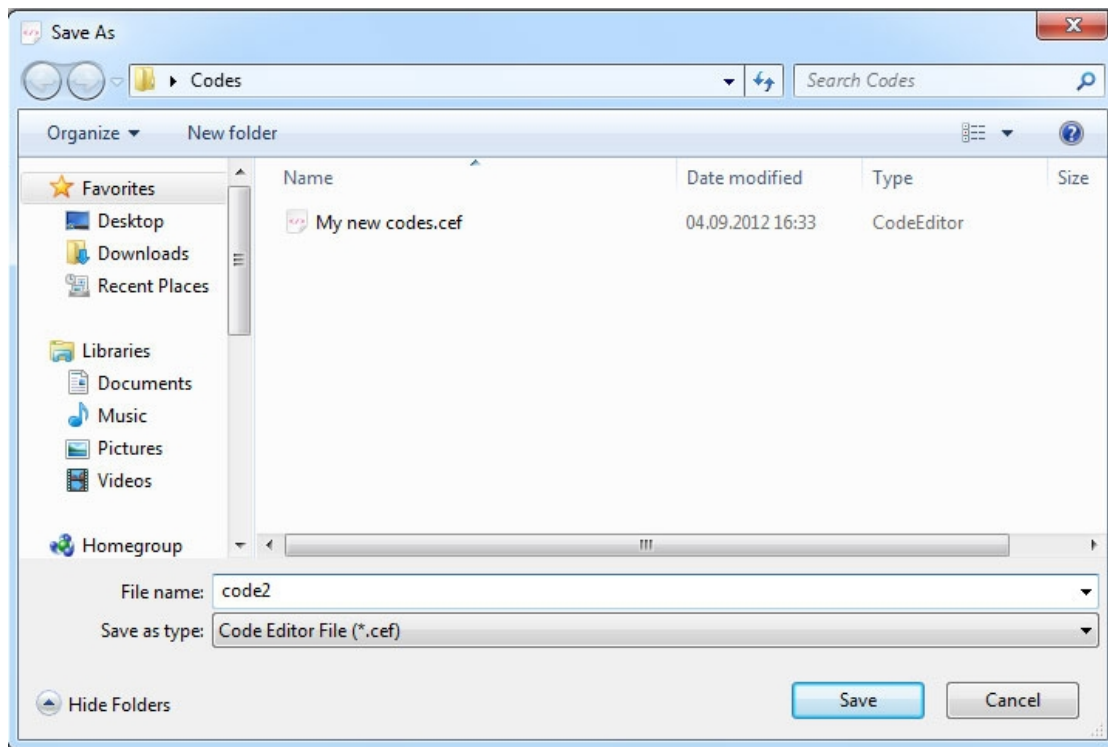 Save As
Codes
Search Codes
Organize
New folder
Name
Date modified
Type
Size
My new codes.cef
04.09.2012 16:33
CodeEditor
Favorites
Desktop
Downloads
Recent Places
Libraries
Documents
Music
Pictures
Videos
Homegroup
File name: code2
Save as type: Code Editor File (*.cef)
Hide Folders
Save
Cancel